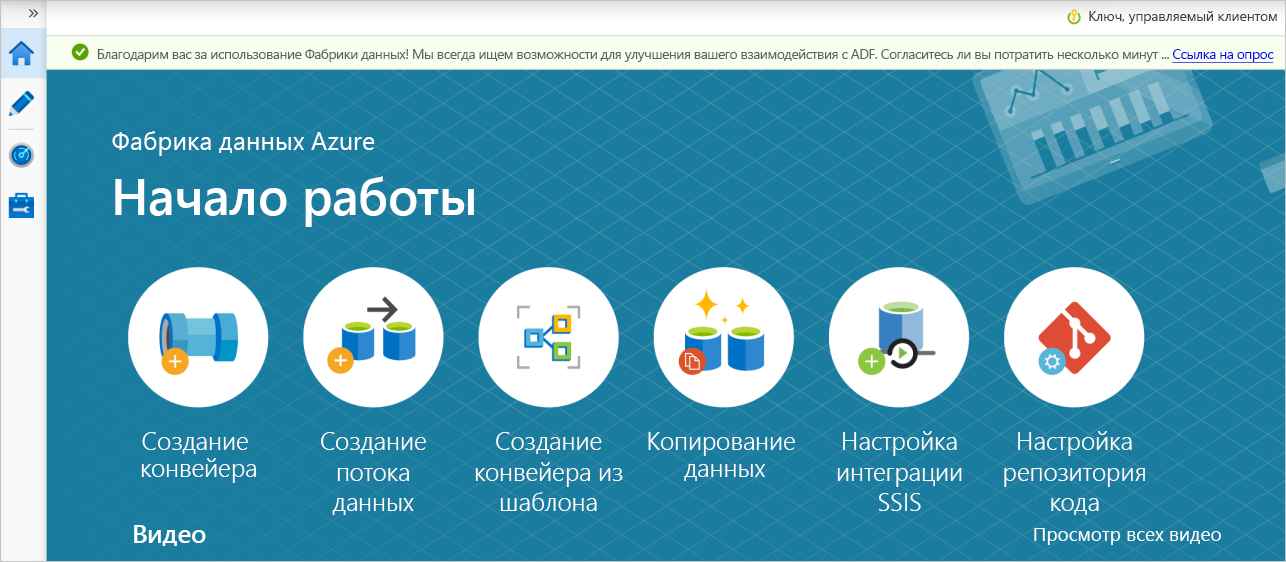 »
Ключ, управляемый клиентом
Благодарим вас за использование Фабрики данных! Мы всегда ищем возможности для улучшения вашего взаимодействия с ADF. Согласитесь ли вы потратить несколько минут ... Ссылка на опрос
Фабрика данных Azure
Начало работы
Создание
конвейера
Создание
потока
данных
Создание
конвейера из
шаблона
Копирование
данных
Настройка
интеграции
SSIS
Настройка
репозитория
кода
Видео
Просмотр всех видео